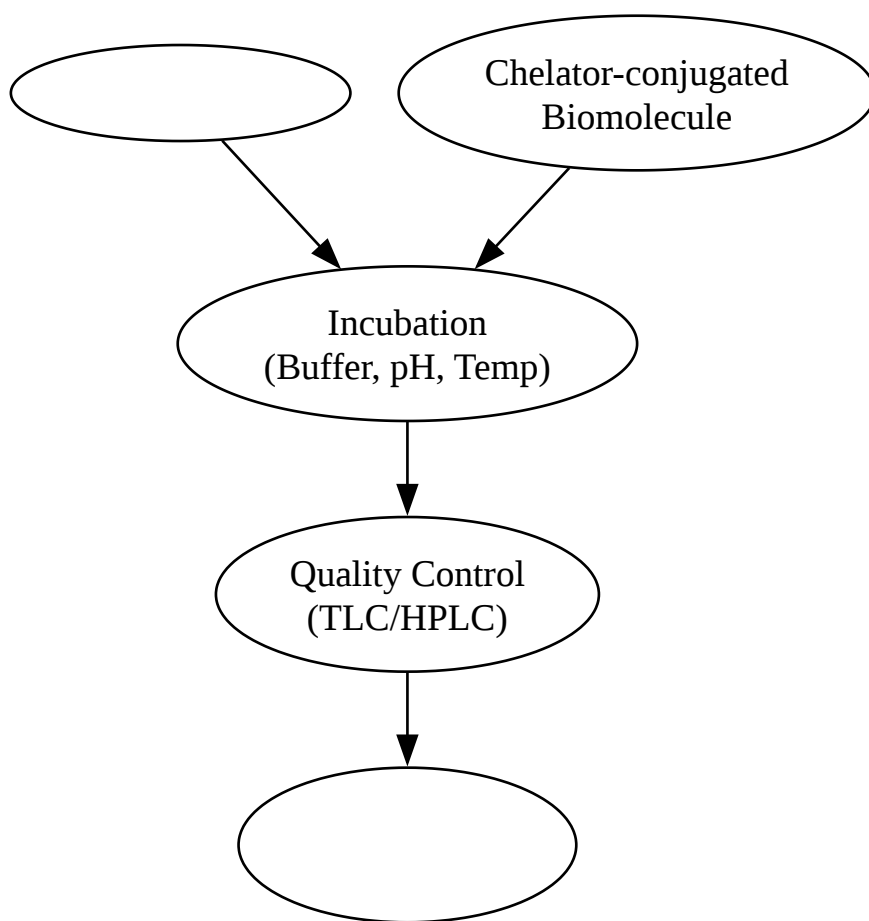 Chelator-conjugated
Biomolecule
Incubation
(Buffer, pH, Temp)
Quality Control
(TLC/HPLC)